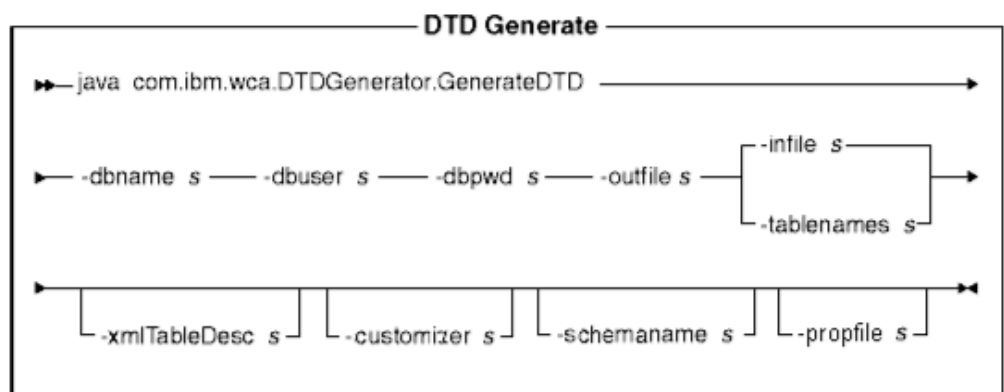 DTD Generate
java com.ibm.wca.DTDGenerator.GenerateDTD
-infile s
-dbname s -dbuser s -dbpwd s -outfile s
-tablenames s
-xmlTableDesc s -customizer s -schemaname s -propfile s